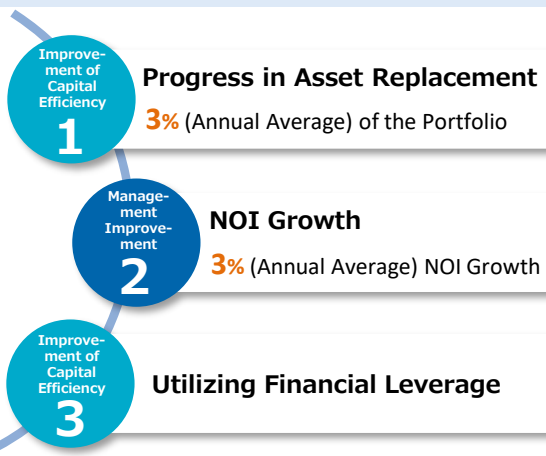 Improve-
ment of
Capital
Efficiency
1
Progress in Asset Replacement
3% (Annual Average) of the Portfolio
Manage-
ment
Improve-
ment
2
NOI Growth
3% (Annual Average) NOI Growth
Improve-
ment of
Capital
Efficiency
3
Utilizing Financial Leverage